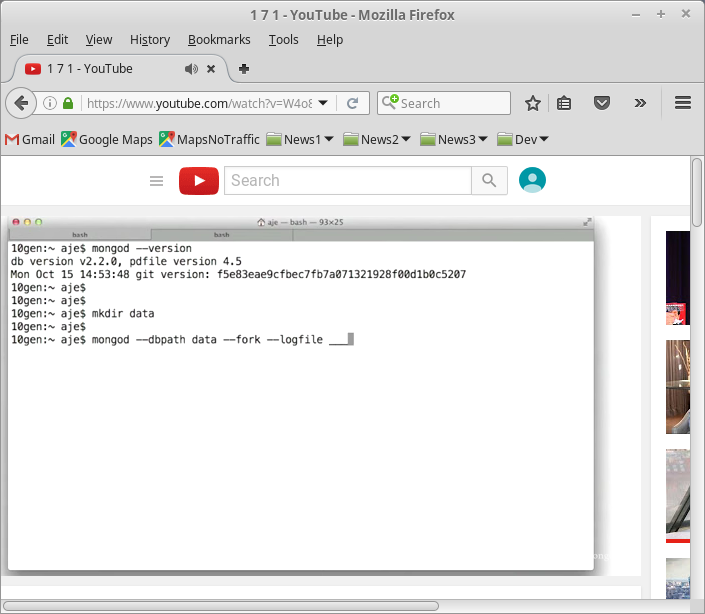 1 7 1 - YouTube - Mozilla Firefox
File Edit View History Bookmarks Tools Help
1 7 1 - YouTube
https://www.youtube.com/watch?v=W4o8
Search
Gmail Google Maps MapsNoTraffic News1 News2 News3 Dev
Search
aje — bash — 93×25
bash bash
10gen:~ aje$ mongod --version
db version v2.2.0, pdfile version 4.5
Mon Oct 15 14:53:48 git version: f5e83eae9cfbec7fb7a071321928f00d1b0c5207
10gen:~ aje$
10gen:~ aje$
10gen:~ aje$ mkdir data
10gen:~ aje$
10gen:~ aje$ mongod --dbpath data --fork --logfile ___